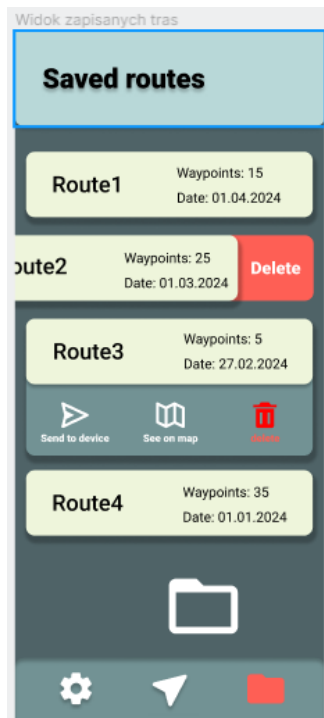 Widok zapisanych tras
Saved routes
Route1
Waypoints: 15
Date: 01.04.2024
oute2
Waypoints: 25
Date: 01.03.2024
Delete
Route3
Waypoints: 5
Date: 27.02.2024
Send to device
See on map
Delete
Route4
Waypoints: 35
Date: 01.01.2024